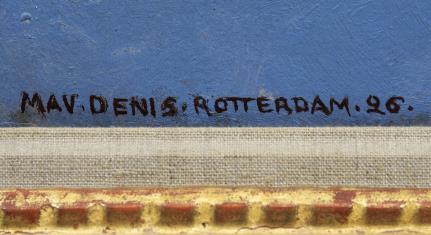 MAV. DENIS. ROTTERDAM. 26.